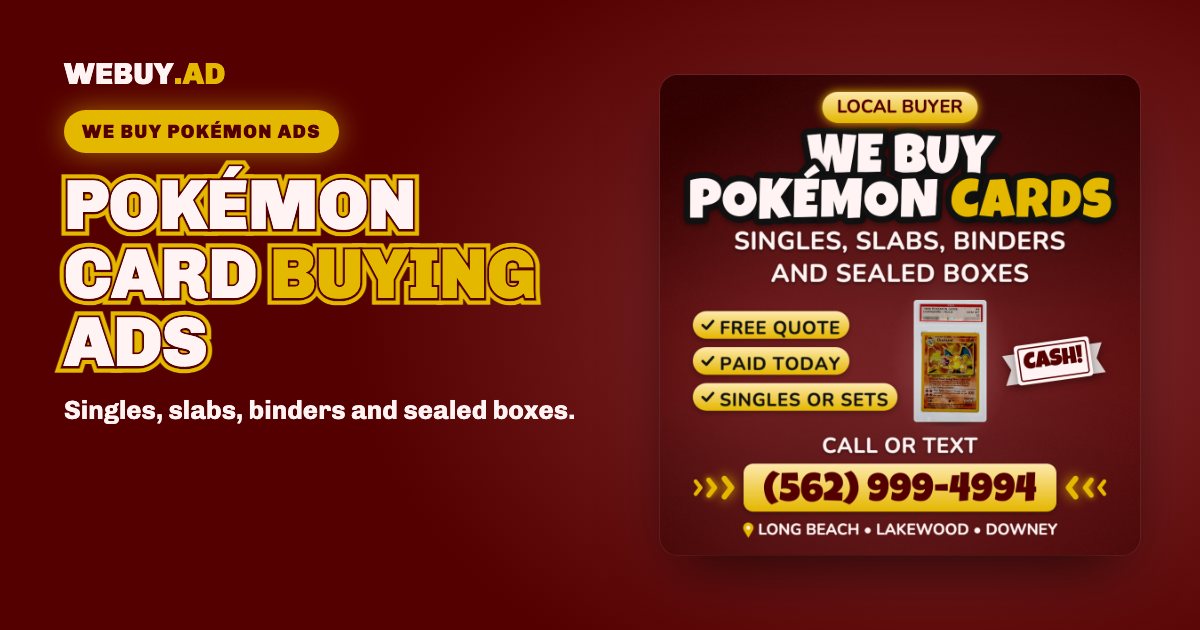 WEBUY.AD
WE BUY POKÉMON ADS
POKÉMON
CARD BUYING
ADS
Singles, slabs, binders and sealed boxes.
LOCAL BUYER
WE BUY
POKÉMON CARDS
SINGLES, SLABS, BINDERS
AND SEALED BOXES
FREE QUOTE
PAID TODAY
SINGLES OR SETS
CASH!
CALL OR TEXT
(562) 999-4994
LONG BEACH • LAKEWOOD • DOWNEY